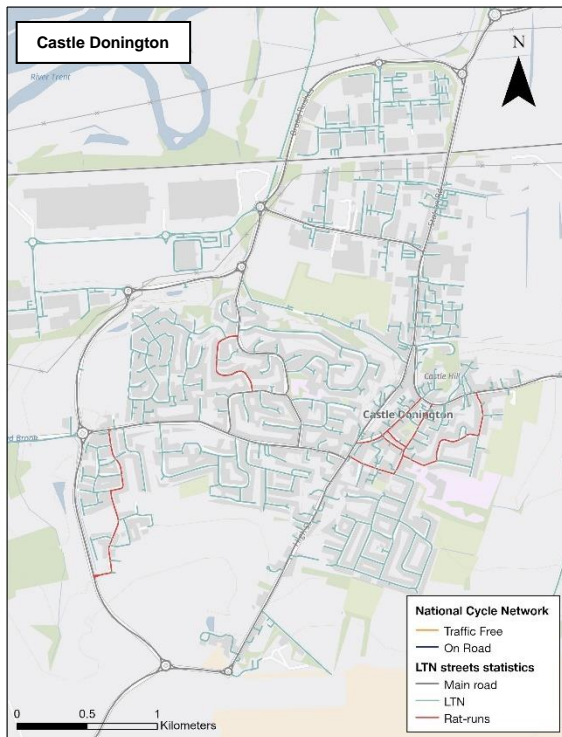 Castle Donington
N
River Trent
Castle Hill
Castle Donington
National Cycle Network
Traffic Free
On Road
LTN streets statistics
Main road
LTN
Rat-runs
0 0.5 1
Kilometers